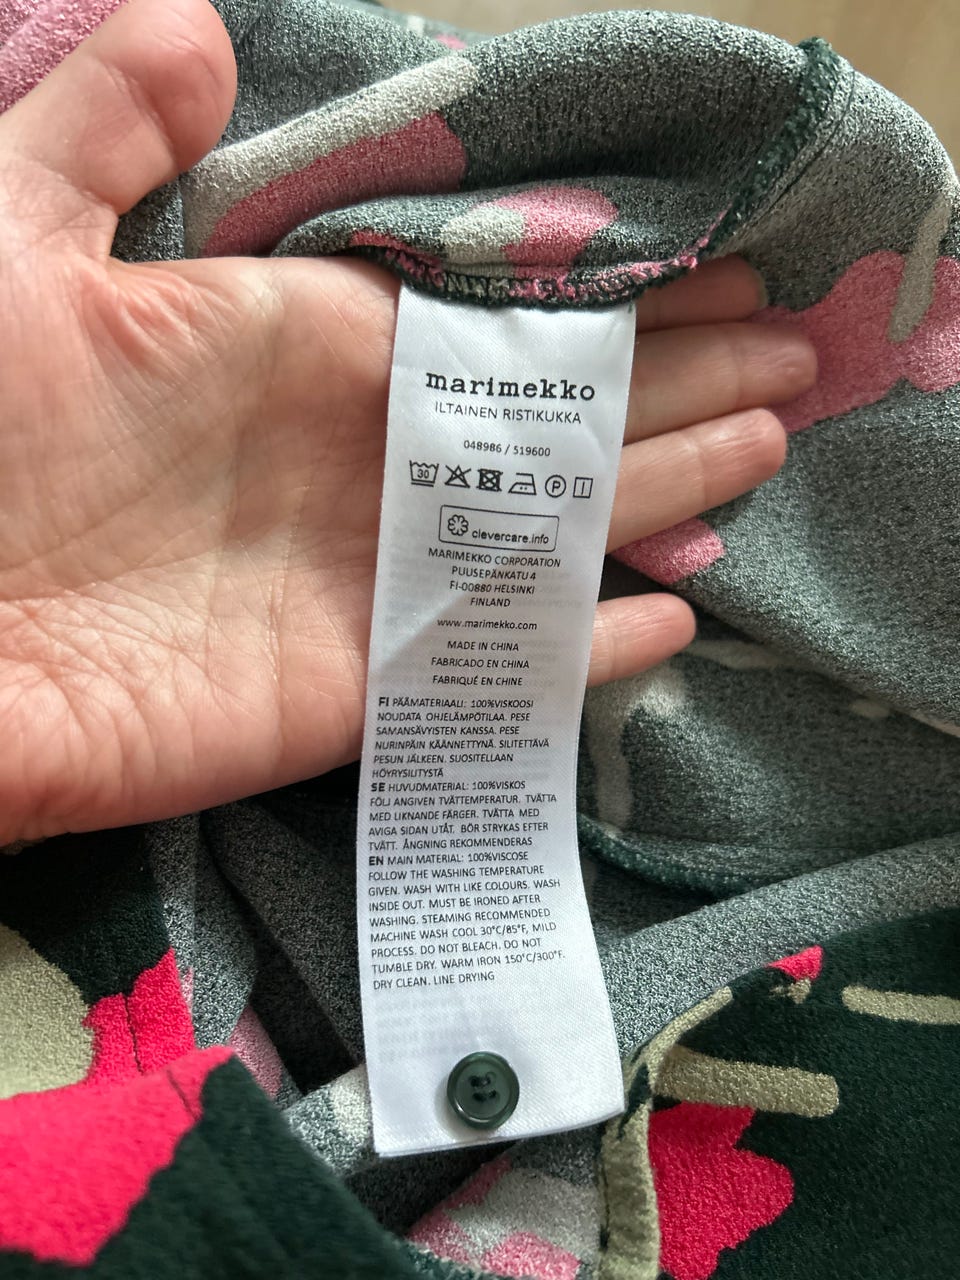 marimekko
ILTAINEN RISTIKUKKA
048986 / 519600
30
P
clevercare.info
MARIMEKKO CORPORATION
PUUSEPÄNKATU 4
FI-00880 HELSINKI
FINLAND
www.marimekko.com
MADE IN CHINA
FABRICADO EN CHINA
FABRIQUÉ EN CHINE
FI PÄÄMATERIAALI: 100%VISKOOSI
NOUDATA OHJELÄMPÖTILAA. PESE
SAMANSÄVYISTEN KANSSA. PESE
NURINPÄIN KÄÄNNETTYNÄ. SILITETTÄVÄ
PESUN JÄLKEEN. SUOSITELLAAN
HÖYRYSILITYSTÄ
SE HUVUDMATERIAL: 100%VISKOS
FÖLJ ANGIVEN TVÄTTEMPERATUR. TVÄTTA
MED LIKNANDE FÄRGER. TVÄTTA MED
AVIGA SIDAN UTÅT. BÖR STRYKAS EFTER
TVÄTT. ÅNGNING REKOMMENDERAS
EN MAIN MATERIAL: 100%VISCOSE
FOLLOW THE WASHING TEMPERATURE
GIVEN. WASH WITH LIKE COLOURS. WASH
INSIDE OUT. MUST BE IRONED AFTER
WASHING. STEAMING RECOMMENDED
MACHINE WASH COOL 30°C/85°F, MILD
PROCESS. DO NOT BLEACH. DO NOT
TUMBLE DRY. WARM IRON 150°C/300°F.
DRY CLEAN. LINE DRYING